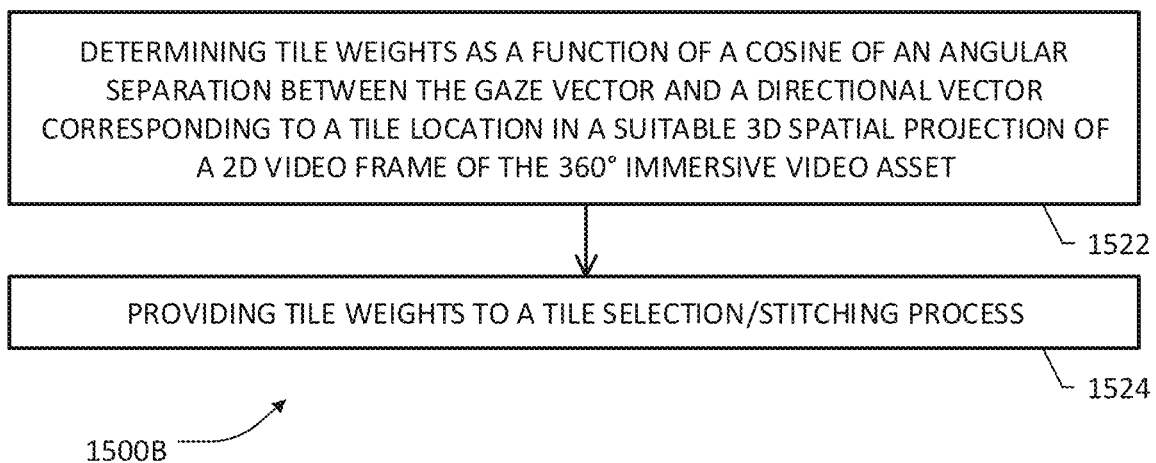 DETERMINING TILE WEIGHTS AS A FUNCTION OF A COSINE OF AN ANGULAR
SEPARATION BETWEEN THE GAZE VECTOR AND A DIRECTIONAL VECTOR
CORRESPONDING TO A TILE LOCATION IN A SUITABLE 3D SPATIAL PROJECTION OF
A 2D VIDEO FRAME OF THE 360° IMMERSIVE VIDEO ASSET
1522
PROVIDING TILE WEIGHTS TO A TILE SELECTION/STITCHING PROCESS
1524
1500B